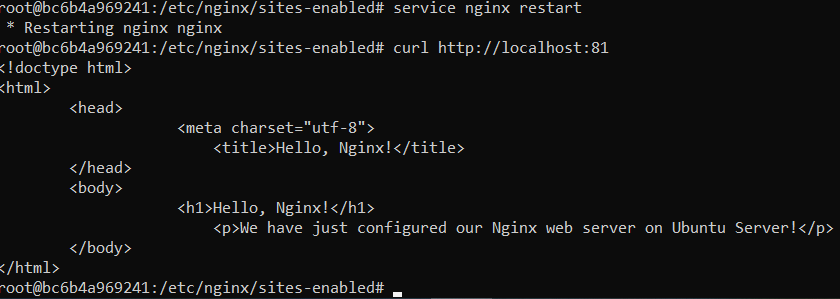 root@bc6b4a969241:/etc/nginx/sites-enabled# service nginx restart
 * Restarting nginx nginx
root@bc6b4a969241:/etc/nginx/sites-enabled# curl http://localhost:81
<!doctype html>
<html>
        <head>
                    <meta charset="utf-8">
                        <title>Hello, Nginx!</title>
        </head>
        <body>
                    <h1>Hello, Nginx!</h1>
                        <p>We have just configured our Nginx web server on Ubuntu Server!</p>
        </body>
</html>
root@bc6b4a969241:/etc/nginx/sites-enabled#